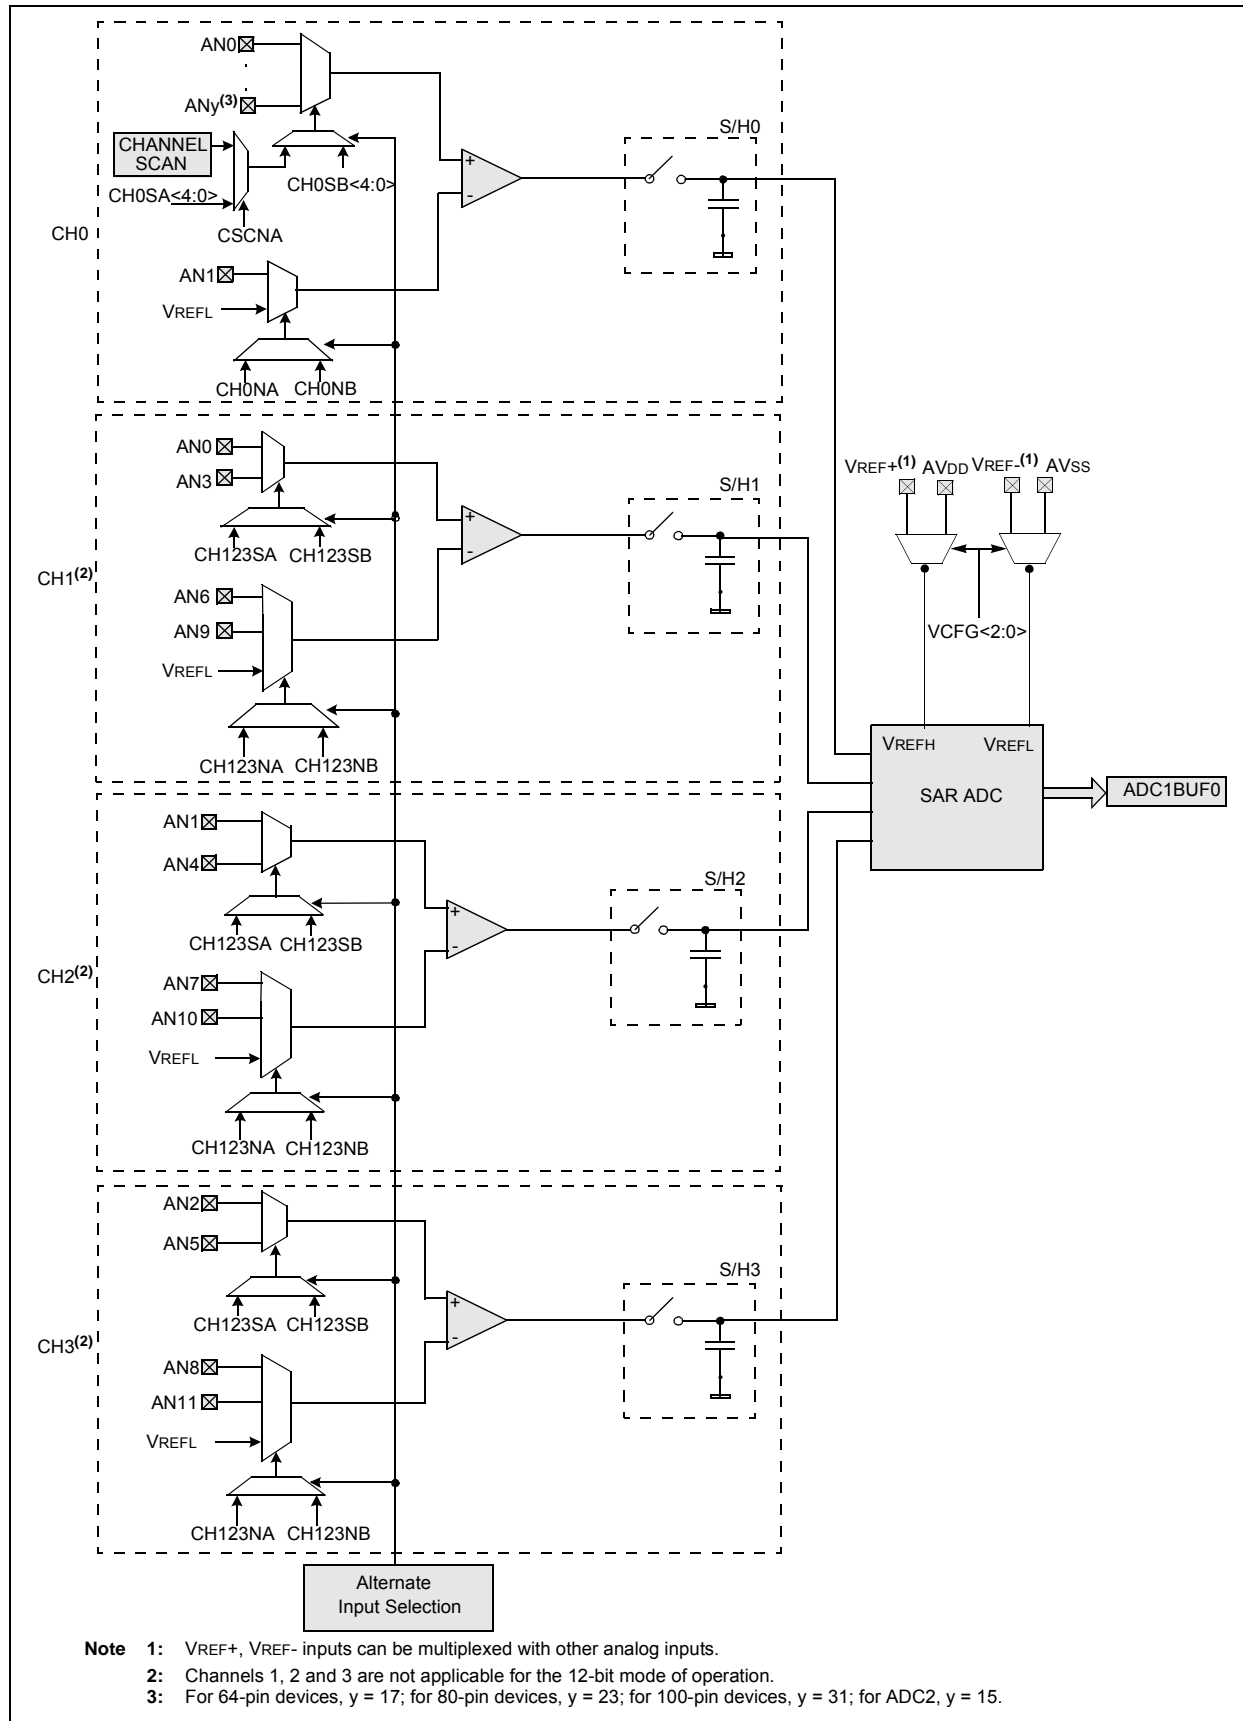 AN0
ANy(3)
CHANNEL
SCAN
CH0SA<4:0>
CH0SB<4:0>
CSCNA
CH0
AN1
VREFL
CH0NA CH0NB
+
-
S/H0
AN0
AN3
CH123SA CH123SB
CH1(2)
AN6
AN9
VREFL
CH123NA CH123NB
+
-
S/H1
VREF+(1) AVDD VREF-(1) AVSS
VCFG<2:0>
VREFH VREFL
SAR ADC
ADC1BUF0
AN1
AN4
CH123SA CH123SB
CH2(2)
AN7
AN10
VREFL
CH123NA CH123NB
+
-
S/H2
AN2
AN5
CH123SA CH123SB
CH3(2)
AN8
AN11
VREFL
CH123NA CH123NB
+
-
S/H3
Alternate
Input Selection
Note 1: VREF+, VREF- inputs can be multiplexed with other analog inputs.
2: Channels 1, 2 and 3 are not applicable for the 12-bit mode of operation.
3: For 64-pin devices, y = 17; for 80-pin devices, y = 23; for 100-pin devices, y = 31; for ADC2, y = 15.